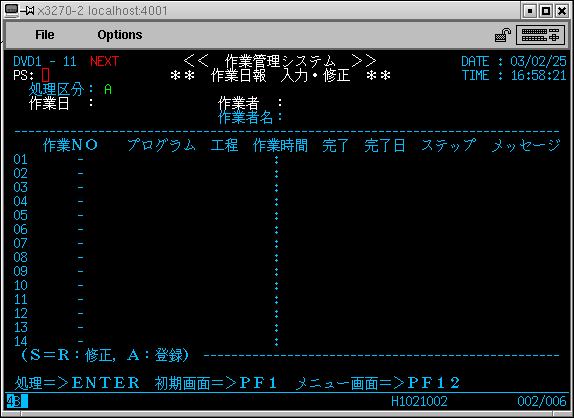 x3270-2 localhost:4001
File Options
DVD1 - 11 NEXT << 作業管理システム >> DATE : 03/02/25
PS: ** 作業日報 入力・修正 ** TIME : 16:58:21
処理区分: A
作業日 : 作業者 :
作業者名:
作業NO プログラム 工程 作業時間 完了 完了日 ステップ メッセージ
01 - :
02 - :
03 - :
04 - :
05 - :
06 - :
07 - :
08 - :
09 - :
10 - :
11 - :
12 - :
13 - :
14 - :
(S=R:修正, A:登録)
処理=>ENTER 初期画面=>PF1 メニュー画面=>PF12
4B H1021002 002/006